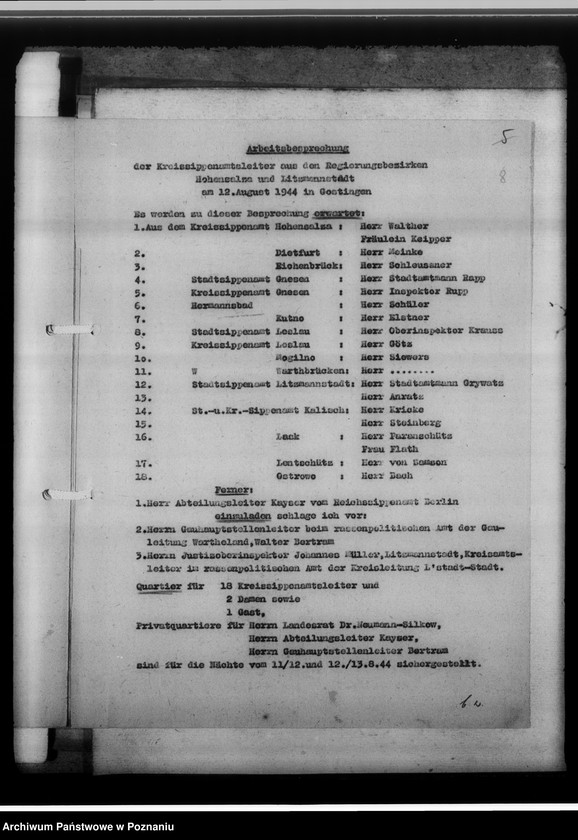 5
8
Arbeitsbesprechung
der Kreissippenamtsleiter aus den Regierungsbezirken
Hohensalza und Litzmannstadt
am 12.August 1944 in Gostingen
Es werden zu dieser Besprechung erwartet:
1.Aus dem Kreissippenamt Hohensalza : Herr Walther
Fräulein Keipper
2. Dietfurt : Herr Meinke
3. Eichenbrück: Herr Schleusener
4. Stadtsippenamt Gnesen : Herr Stadtamtmann Rapp
5. Kreissippenamt Gnesen : Herr Inspektor Rupp
6. Hermannsbad : Herr Schüler
7. Kutno : Herr Elstner
8. Stadtsippenamt Leslau : Herr Oberinspektor Krauss
9. Kreissippenamt Leslau : Herr Götz
10. Mogilno : Herr Siewers
11. W Warthbrücken: Herr ........
12. Stadtsippenamt Litzmannstadt: Herr Stadtamtmann Grywatz
13. Herr Anratz
14. St.-u.Kr.-Sippenamt Kalisch: Herr Kricke
15. Herr Steinberg
16. Lask : Herr Paranschütz
Frau Flath
17. Lentschütz : Herr von Samson
18. Ostrowo : Herr Bach
Ferner:
1.Herr Abteilungsleiter Kayser vom Reichssippenamt Berlin
einzuladen schlage ich vor:
2.Herrn Gauhauptstellenleiter beim rassenpolitischen Amt der Gau-
leitung Wartheland,Walter Bertram
3.Herrn Justizoberinspektor Johannes Müller,Litzmannstadt,Kreisamts-
leiter im rassenpolitischen Amt der Kreisleitung L'stadt-Stadt.
Quartier für 18 Kreissippenamtsleiter und
2 Damen sowie
1 Gast,
Privatquartiere für Herrn Landesrat Dr.Neumann-Silkow,
Herrn Abteilungsleiter Kayser,
Herrn Gauhauptstellenleiter Bertram
sind für die Nächte vom 11/12.und 12./13.8.44 sichergestellt.
Archiwum Państwowe w Poznaniu